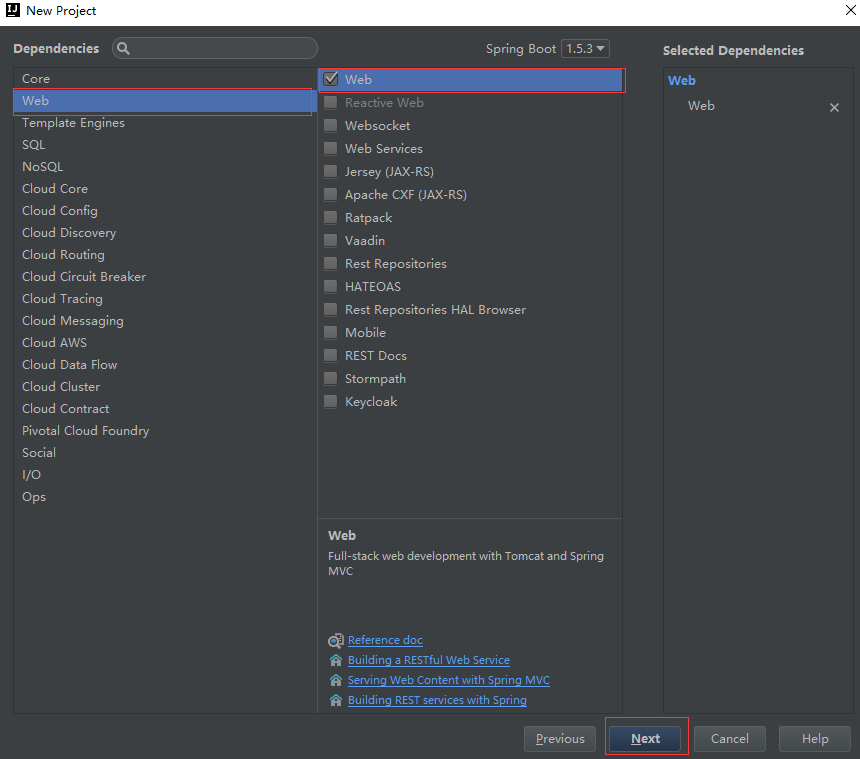 IJ New Project
Dependencies
Spring Boot 1.5.3
Selected Dependencies
Core
Web
Template Engines
SQL
NoSQL
Cloud Core
Cloud Config
Cloud Discovery
Cloud Routing
Cloud Circuit Breaker
Cloud Tracing
Cloud Messaging
Cloud AWS
Cloud Data Flow
Cloud Cluster
Cloud Contract
Pivotal Cloud Foundry
Social
I/O
Ops
Web
Reactive Web
Websocket
Web Services
Jersey (JAX-RS)
Apache CXF (JAX-RS)
Ratpack
Vaadin
Rest Repositories
HATEOAS
Rest Repositories HAL Browser
Mobile
REST Docs
Stormpath
Keycloak
Web
Full-stack web development with Tomcat and Spring
MVC
Reference doc
Building a RESTful Web Service
Serving Web Content with Spring MVC
Building REST services with Spring
Web
Web
Previous
Next
Cancel
Help